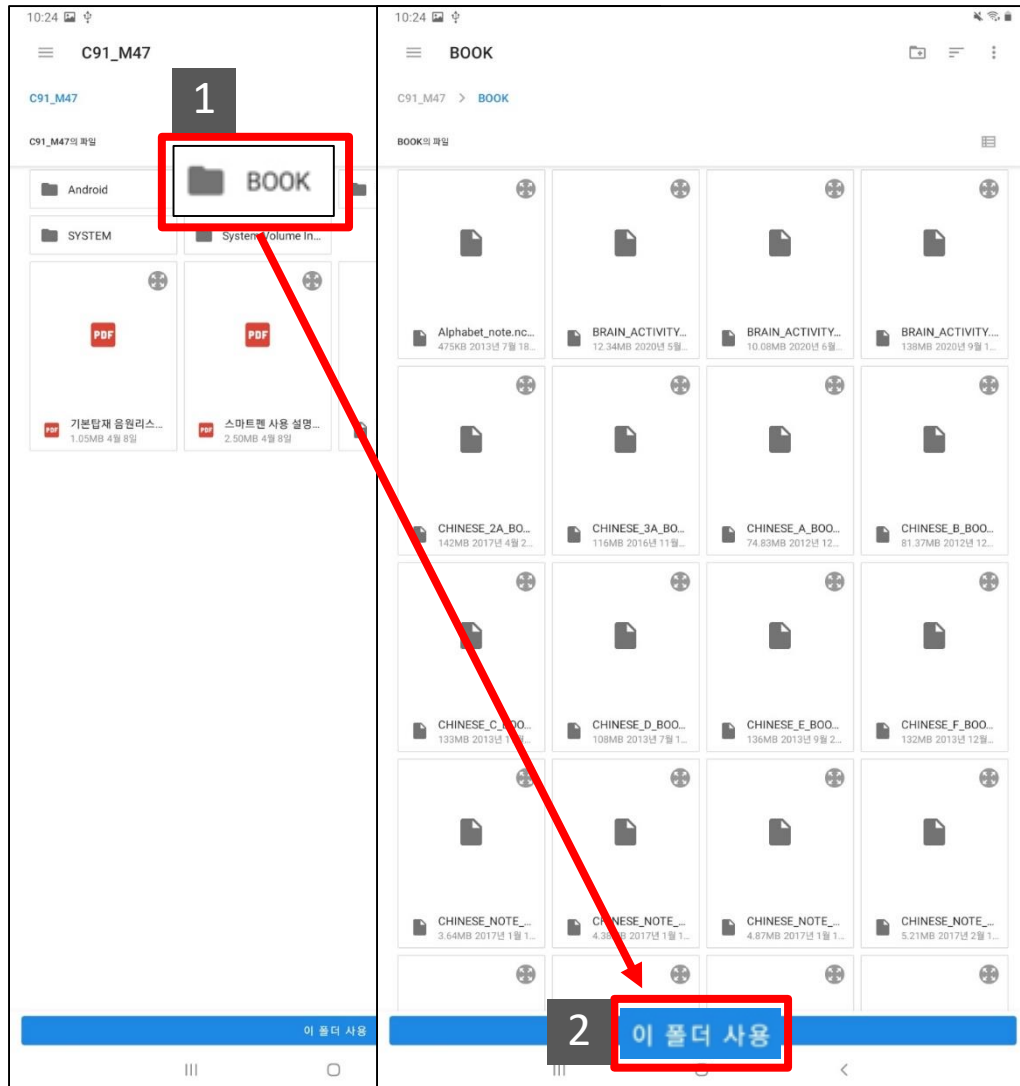 10:24
C91_M47
C91_M47
1
C91_M47의 파일
Android
BOOK
SYSTEM
System Volume In...
PDF
PDF
기본탑재 음원리스...
1.05MB 4월 8일
PDF
스마트펜 사용 설명...
2.50MB 4월 8일
PDF
이 폴더 사용
10:24
BOOK
C91_M47 > BOOK
BOOK의 파일
Alphabet_note.nc...
475KB 2013년 7월 18...
BRAIN_ACTIVITY...
12.34MB 2020년 5월...
BRAIN_ACTIVITY...
10.08MB 2020년 6월...
BRAIN_ACTIVITY....
138MB 2020년 9월 1...
CHINESE_2A_BO...
142MB 2017년 4월 2...
CHINESE_3A_BO...
116MB 2016년 11월...
CHINESE_A_BOO...
74.83MB 2012년 12...
CHINESE_B_BOO...
81.37MB 2012년 12...
CHINESE_C_BOO...
133MB 2013년
CHINESE_D_BOO...
108MB 2013년 7월 1...
CHINESE_E_BOO...
136MB 2013년 9월 2...
CHINESE_F_BOO...
132MB 2013년 12월...
CHINESE_NOTE_...
3.64MB 2017년 1월 1...
CHINESE_NOTE_...
2017년 1월 1...
CHINESE_NOTE_...
4.87MB 2017년 1월 1...
CHINESE_NOTE_...
5.21MB 2017년 2월 1...
2
이 폴더 사용